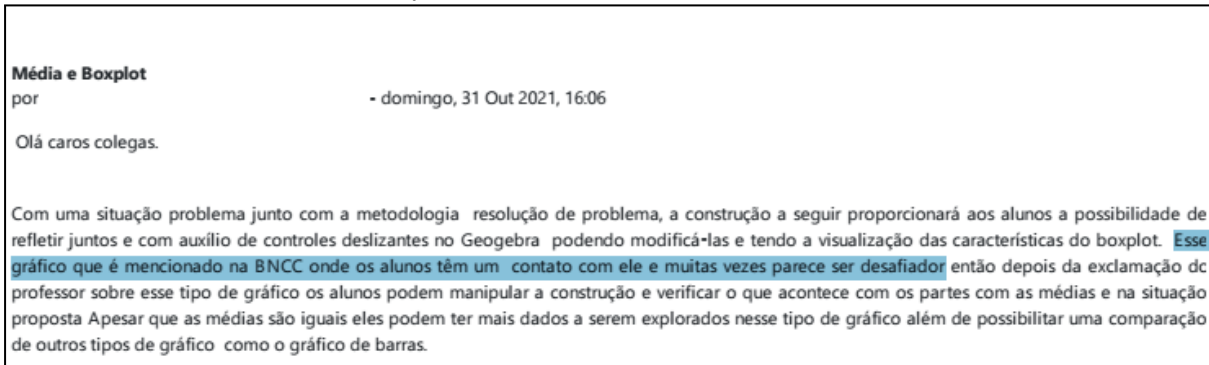 Média e Boxplot
por - domingo, 31 Out 2021, 16:06
Olá caros colegas.
Com uma situação problema junto com a metodologia resolução de problema, a construção a seguir proporcionará aos alunos a possibilidade de
refletir juntos e com auxílio de controles deslizantes no Geogebra podendo modificá-las e tendo a visualização das características do boxplot. Esse
gráfico que é mencionado na BNCC onde os alunos têm um contato com ele e muitas vezes parece ser desafiador então depois da exclamação do
professor sobre esse tipo de gráfico os alunos podem manipular a construção e verificar o que acontece com os partes com as médias e na situação
proposta Apesar que as médias são iguais eles podem ter mais dados a serem explorados nesse tipo de gráfico além de possibilitar uma comparação
de outros tipos de gráfico como o gráfico de barras.